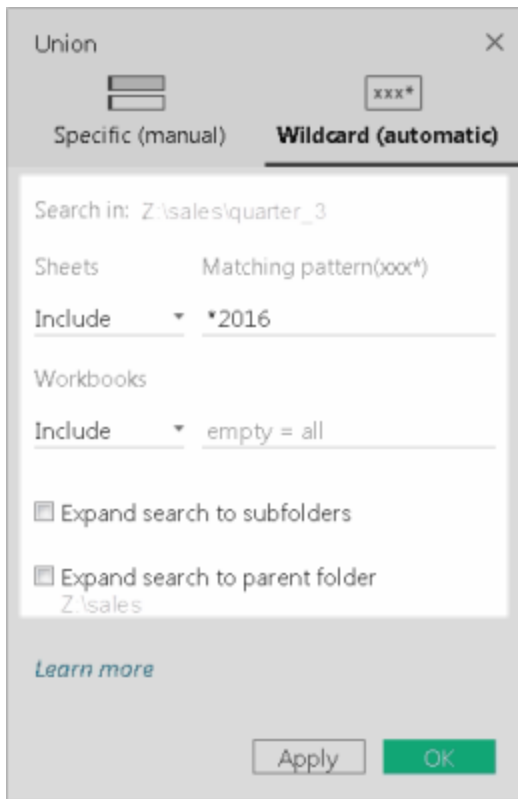 Union
xxx*
Specific (manual) Wildcard (automatic)
Search in: Z:\sales\quarter_3
Sheets Matching pattern(xxx*)
Include *2016
Workbooks
Include empty = all
Expand search to subfolders
Expand search to parent folder
Z:\sales
Learn more
Apply OK